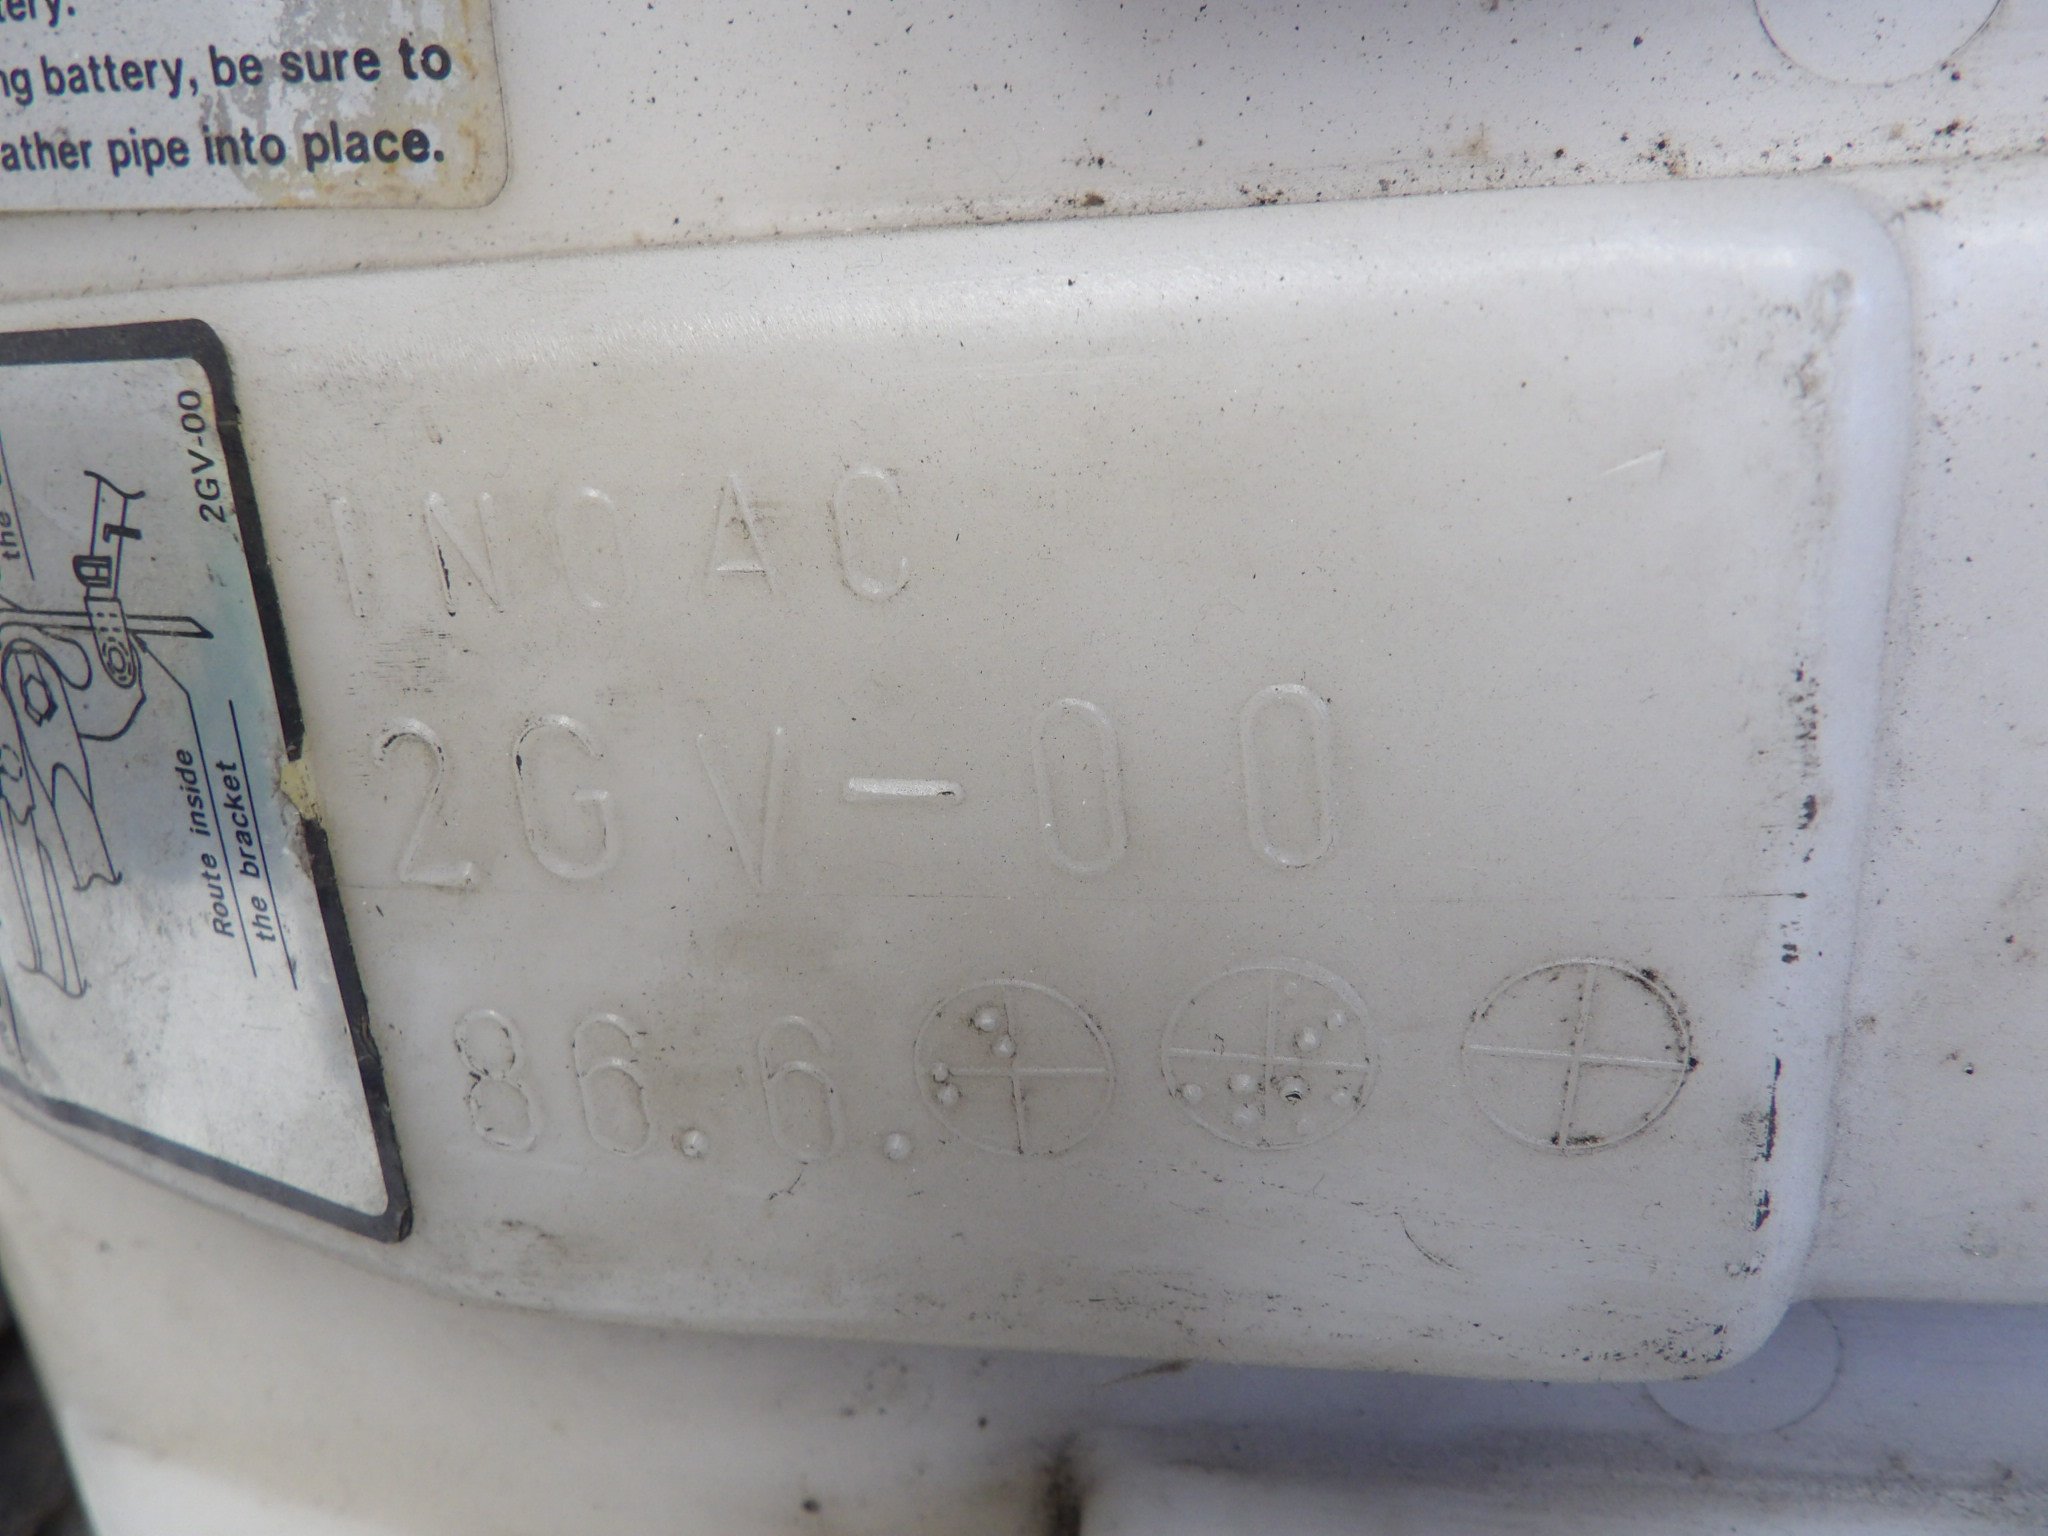 tery.
ng battery, be sure to
ather pipe into place.
2GV-00
the
Route inside
the bracket
INOAC
2GV-00
86.6.